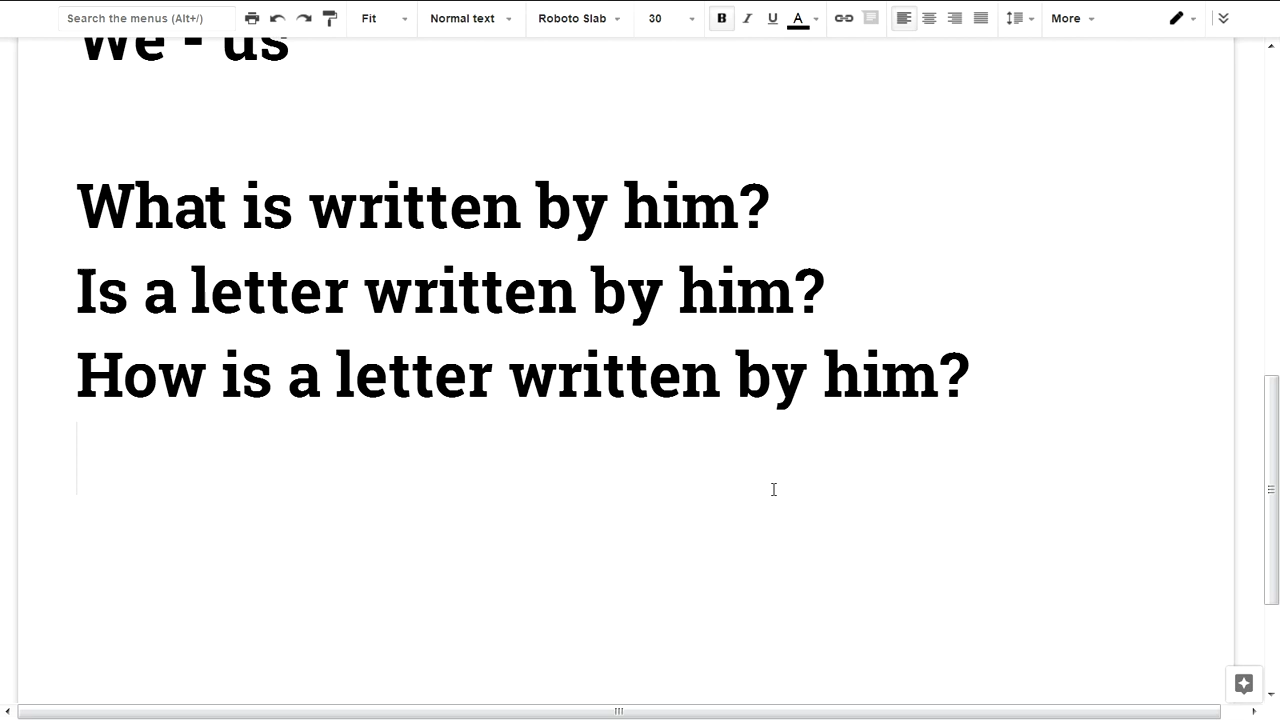 Search the menus (Alt+/) Fit Normal text Roboto Slab 30 B I U A More
We - us
What is written by him?
Is a letter written by him?
How is a letter written by him?